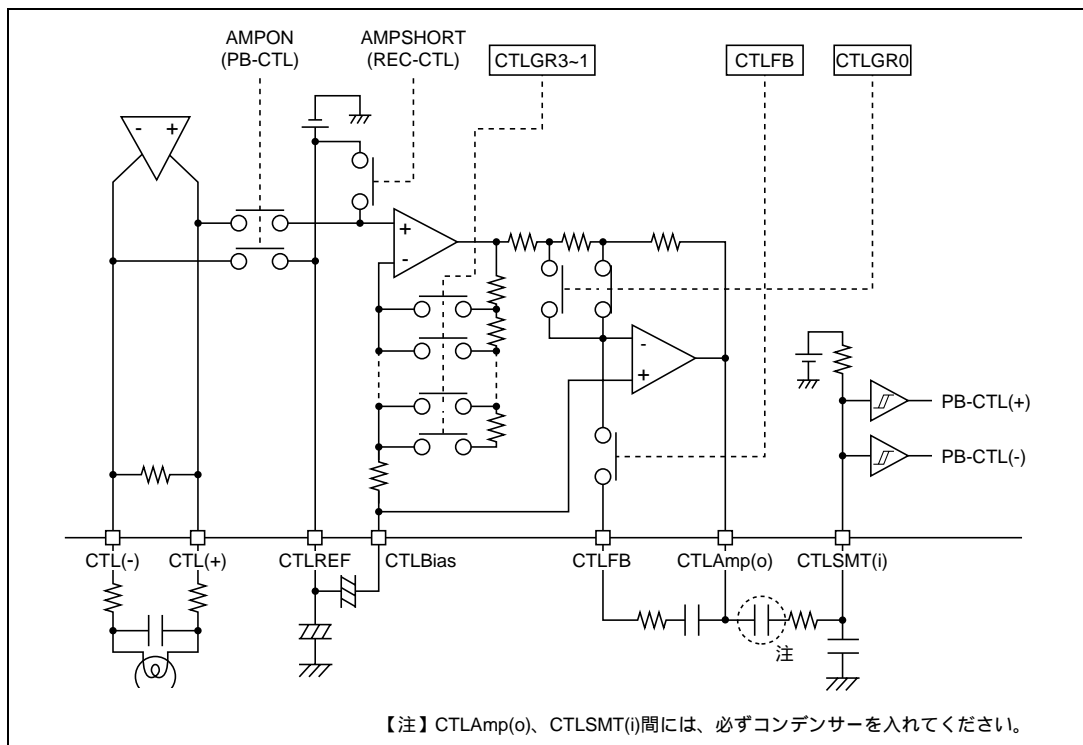 AMPON
(PB-CTL)
AMPSHORT
(REC-CTL)
CTLGR3~1
CTLFB
CTLGR0
- +
+
-
-
+
PB-CTL(+)
PB-CTL(-)
CTL(-)
CTL(+)
CTLREF
CTLBias
CTLFB
CTLAmp(o)
CTLSMT(i)
注
【注】CTLAmp(o)、CTLSMT(i)間には、必ずコンデンサーを入れてください。